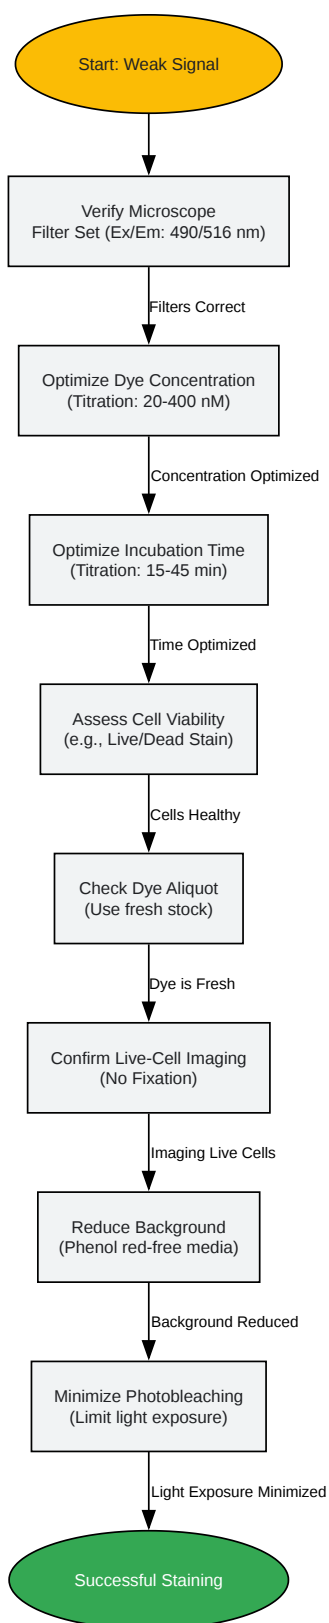 Start: Weak Signal
Verify Microscope
Filter Set (Ex/Em: 490/516 nm)
Filters Correct
Optimize Dye Concentration
(Titration: 20-400 nM)
Concentration Optimized
Optimize Incubation Time
(Titration: 15-45 min)
Time Optimized
Assess Cell Viability
(e.g., Live/Dead Stain)
Cells Healthy
Check Dye Aliquot
(Use fresh stock)
Dye is Fresh
Confirm Live-Cell Imaging
(No Fixation)
Imaging Live Cells
Reduce Background
(Phenol red-free media)
Background Reduced
Minimize Photobleaching
(Limit light exposure)
Light Exposure Minimized
Successful Staining